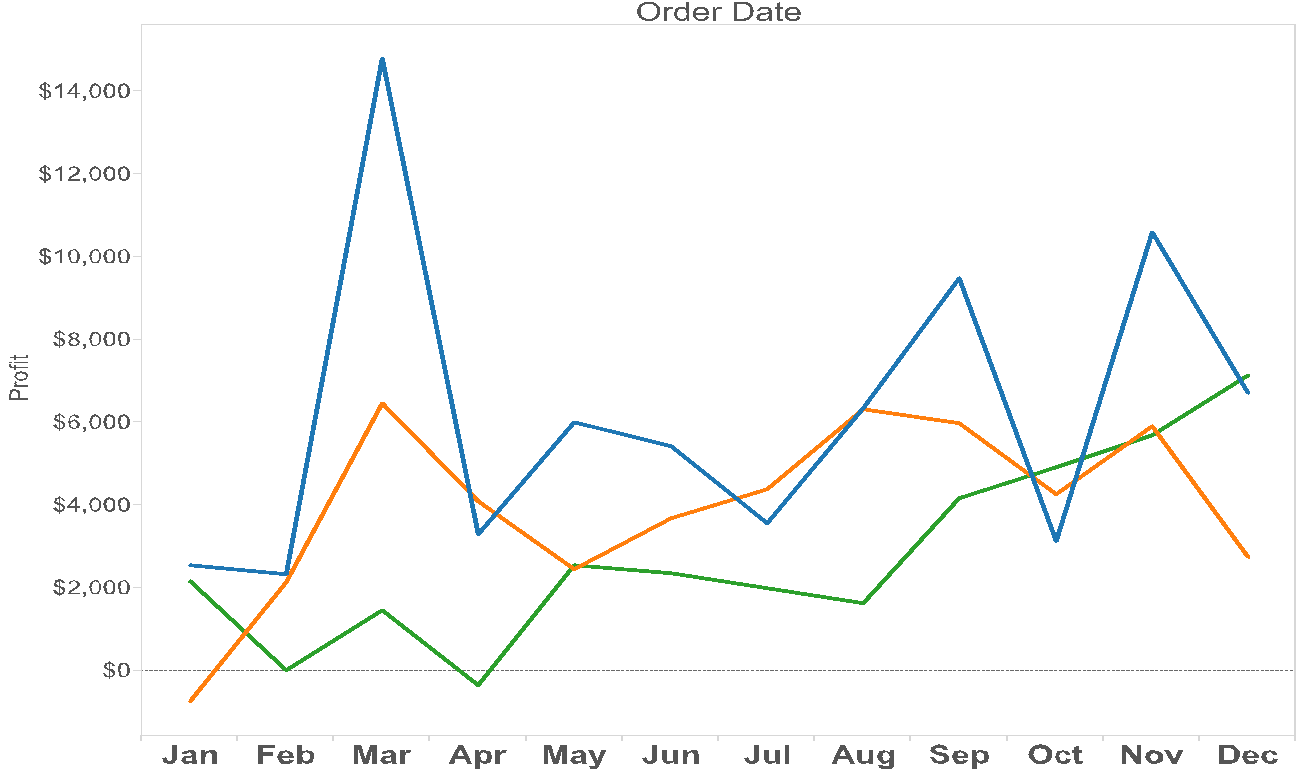 Order Date
$14,000
$12,000
$10,000
$8,000
$6,000
$4,000
$2,000
$0
Profit
Jan Feb Mar Apr May Jun Jul Aug Sep Oct Nov Dec